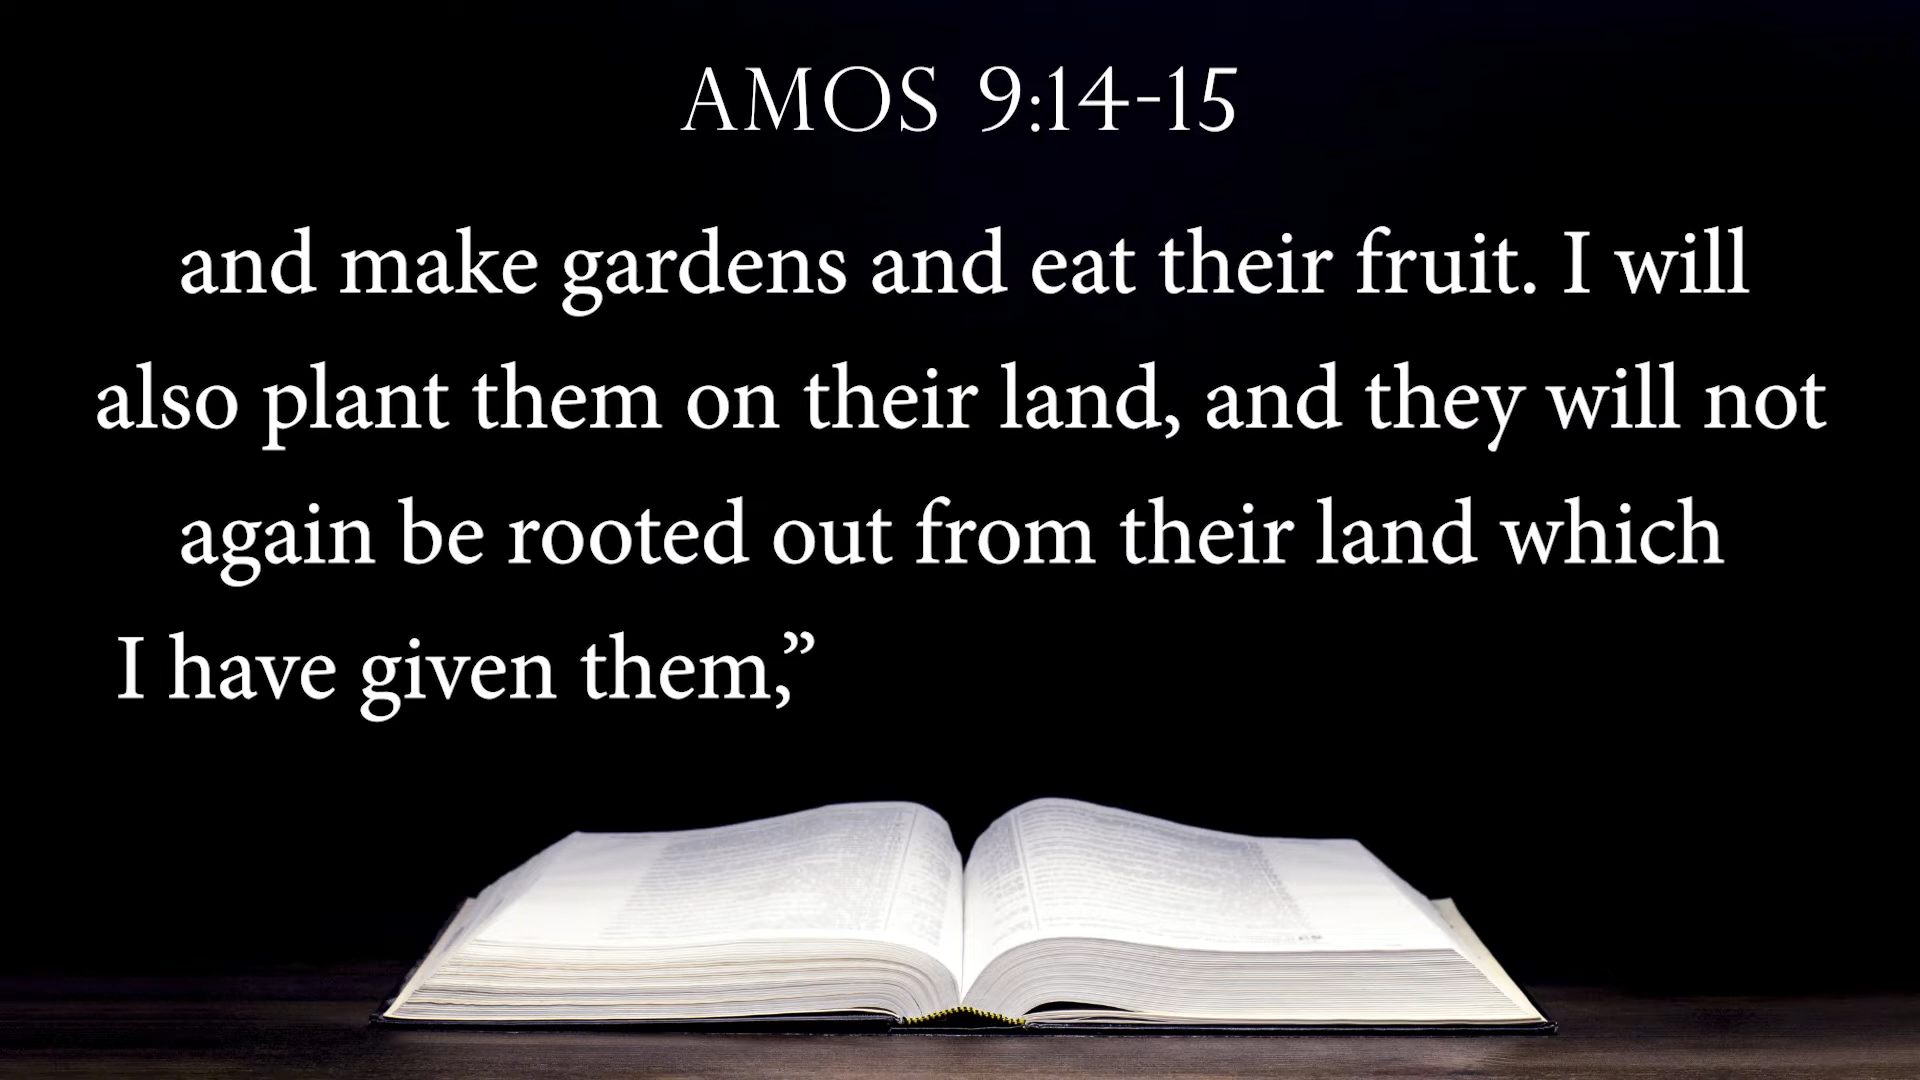 AMOS 9:14-15
and make gardens and eat their fruit. I will
also plant them on their land, and they will not
again be rooted out from their land which
I have given them,”